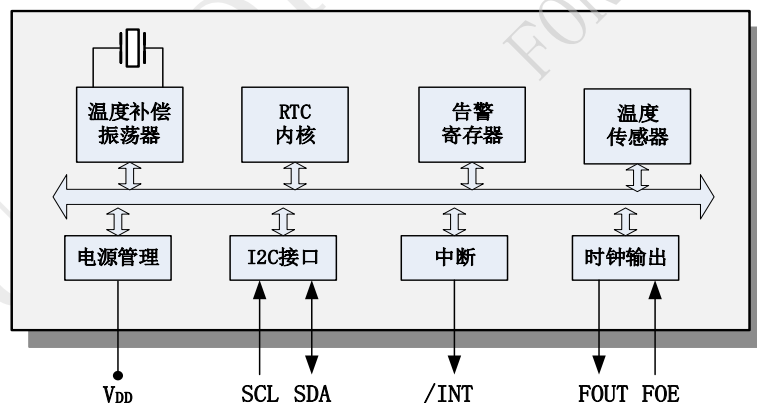 FOR
温度补偿
振荡器
RTC
内核
告警
寄存器
温度
传感器
电源管理
I2C接口
中断
时钟输出
VDD
SCL SDA
/INT
FOUT FOE